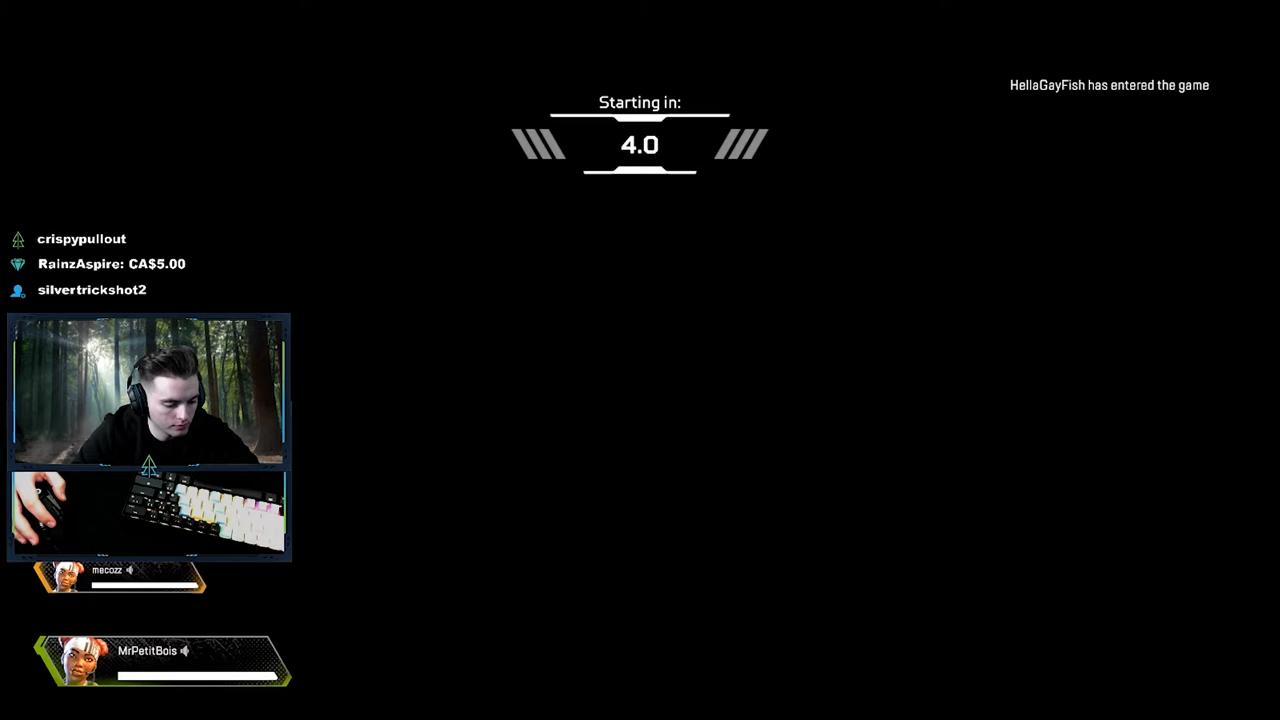 Starting in:
4.0
HellaGayFish has entered the game
crispypullout
RainzAspire: CA$5.00
silvertrickshot2
mecozz
MrPetitBois